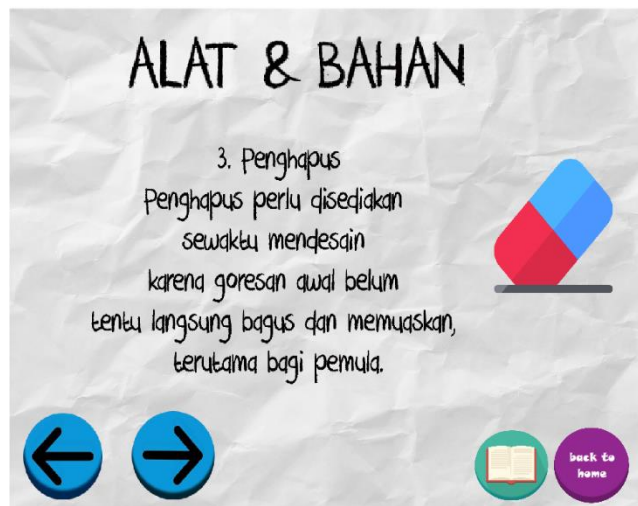 ALAT & BAHAN
3. Penghapus
Penghapus perlu disediakan
sewaktu mendesain
karena goresan awal belum
tentu langsung bagus dan memuaskan,
terutama bagi pemula.
back to
home